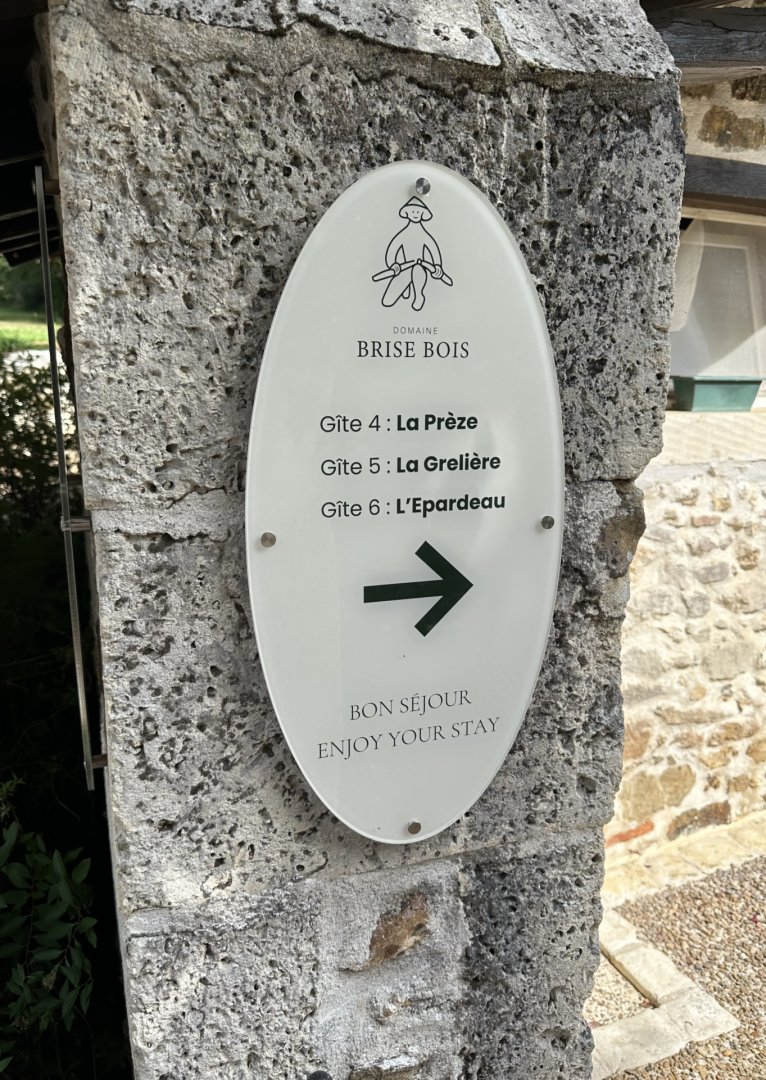 DOMAINE
BRISE BOIS
Gîte 4 : La Prèze
Gîte 5 : La Grelière
Gîte 6 : L’Epardeau
BON SÉJOUR
ENJOY YOUR STAY